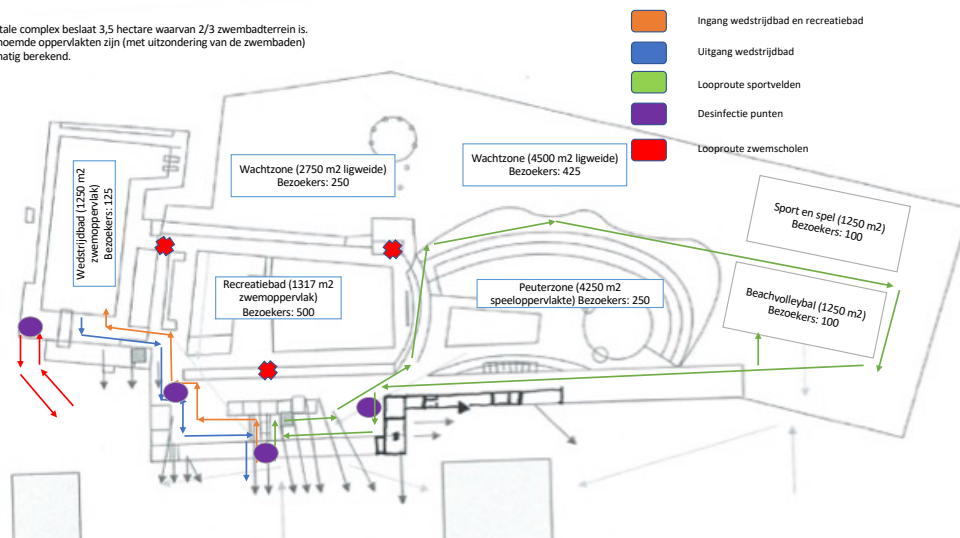 tale complex beslaat 3,5 hectare waarvan 2/3 zwembadterrein is.
oemde oppervlakten zijn (met uitzondering van de zwembaden)
natig berekend.
Ingang wedstrijdbad en recreatiebad
Uitgang wedstrijdbad
Looproute sportvelden
Desinfectie punten
Looproute zwemscholen
Wachtzone (2750 m2 ligweide)
Bezoekers: 250
Wachtzone (4500 m2 ligweide)
Bezoekers: 425
Wedstrijdbad (1250 m2
zwemoppervlak)
Bezoekers: 125
Sport en spel (1250 m2)
Bezoekers: 100
Recreatiebad (1317 m2
zwemoppervlak)
Bezoekers: 500
Peuterzone (4250 m2
speeloppervlakte) Bezoekers: 250
Beachvolleybal (1250 m2)
Bezoekers: 100